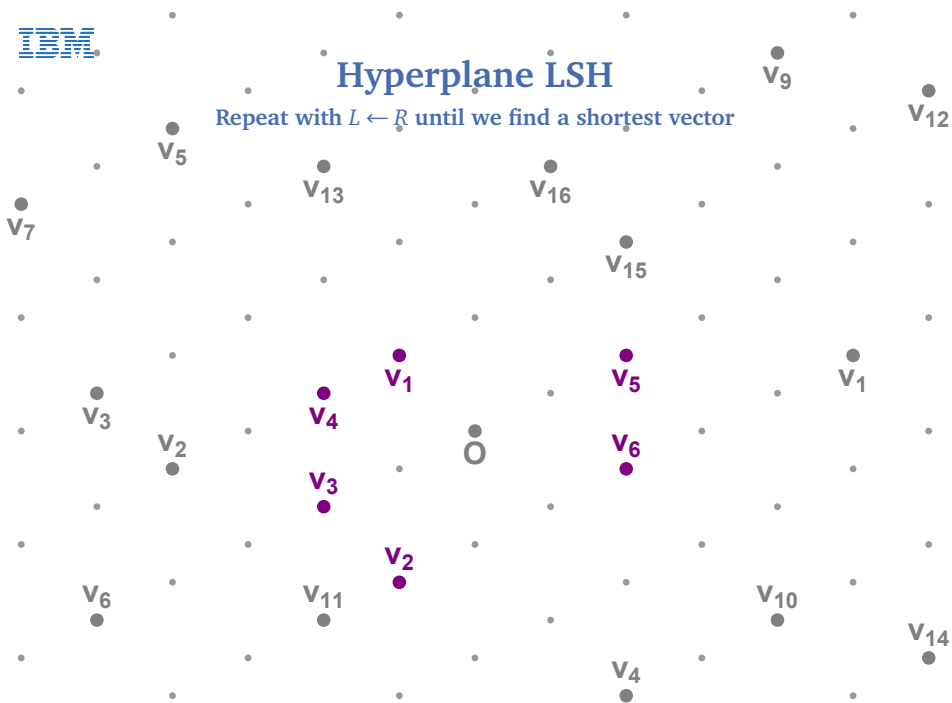 IBM
Hyperplane LSH
Repeat with L ← R until we find a shortest vector
v9
v12
v5
v13
v16
v7
v15
v1
v5
v1
v4
v3
v2
O
v6
v3
v2
v6
v11
v10
v14
v4